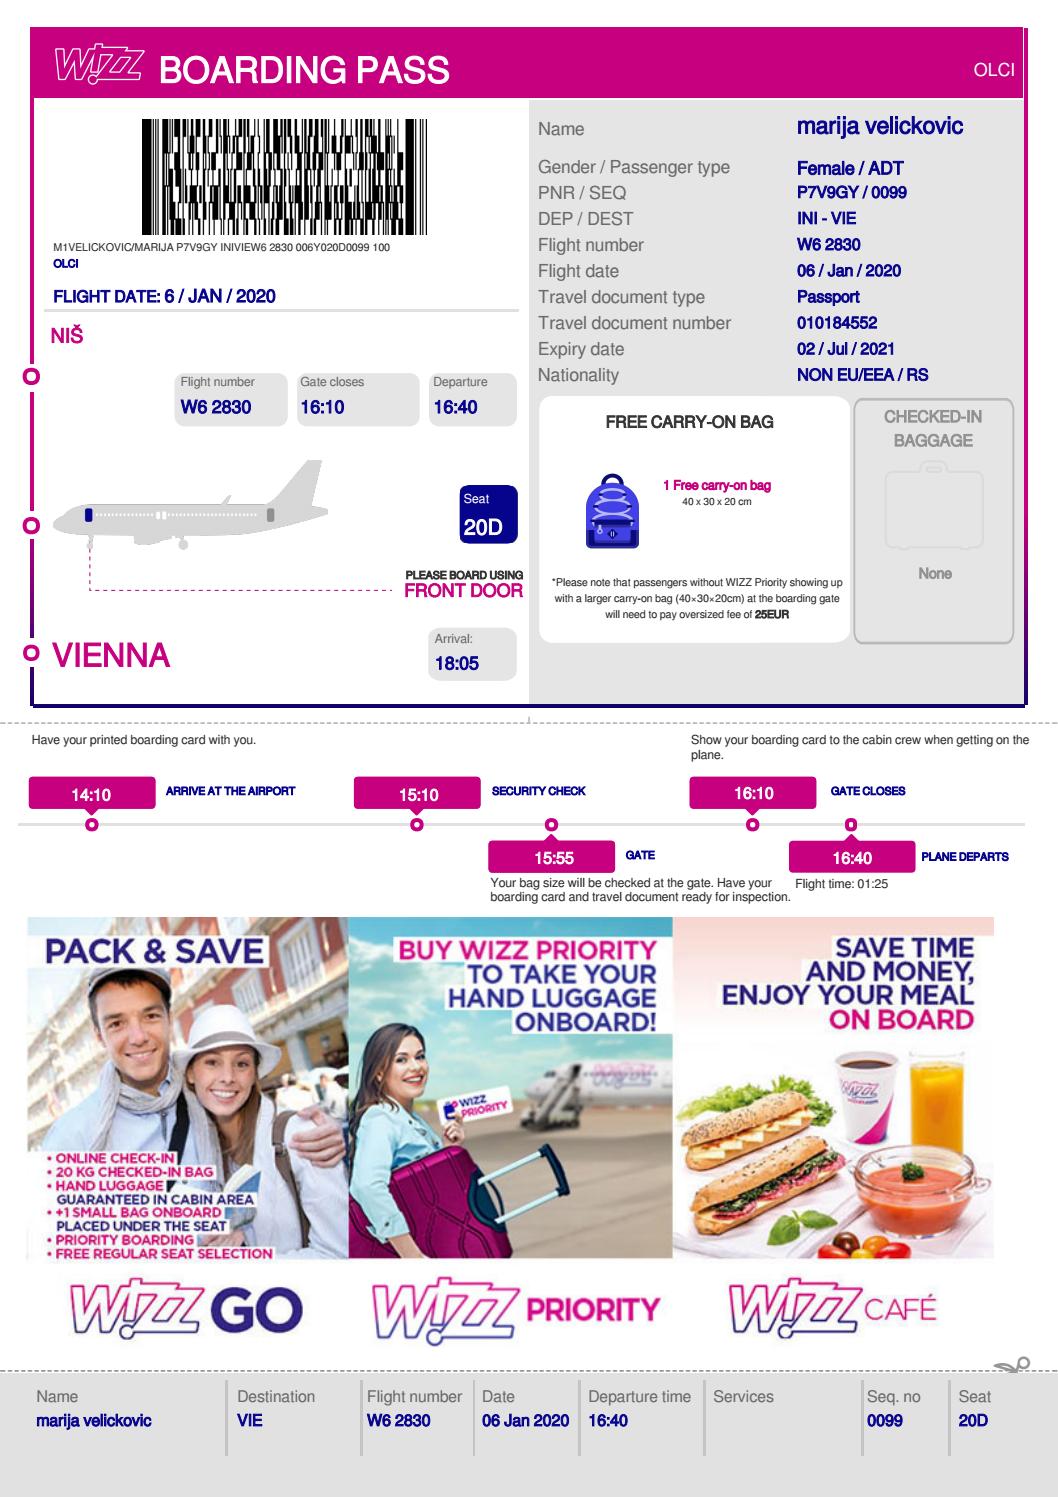 WIZZ BOARDING PASS
OLCI
M1VELICKOVIC/MARIJA P7V9GY INIVIEW6 2830 006Y020D0099 100
OLCI
FLIGHT DATE: 6 / JAN / 2020
NIŠ
Flight number
W6 2830
Gate closes
16:10
Departure
16:40
Seat
20D
PLEASE BOARD USING
FRONT DOOR
VIENNA
Arrival:
18:05
Name marija velickovic
Gender / Passenger type Female / ADT
PNR / SEQ P7V9GY / 0099
DEP / DEST INI - VIE
Flight number W6 2830
Flight date 06 / Jan / 2020
Travel document type Passport
Travel document number 010184552
Expiry date 02 / Jul / 2021
Nationality NON EU/EEA / RS
FREE CARRY-ON BAG
1 Free carry-on bag
40 x 30 x 20 cm
*Please note that passengers without WIZZ Priority showing up
with a larger carry-on bag (40×30×20cm) at the boarding gate
will need to pay oversized fee of 25EUR
CHECKED-IN
BAGGAGE
None
Have your printed boarding card with you.
Show your boarding card to the cabin crew when getting on the
plane.
14:10 ARRIVE AT THE AIRPORT
15:10 SECURITY CHECK
16:10 GATE CLOSES
15:55 GATE
16:40 PLANE DEPARTS
Your bag size will be checked at the gate. Have your
boarding card and travel document ready for inspection.
Flight time: 01:25
PACK & SAVE
• ONLINE CHECK-IN
• 20 KG CHECKED-IN BAG
• HAND LUGGAGE
GUARANTEED IN CABIN AREA
• +1 SMALL BAG ONBOARD
PLACED UNDER THE SEAT
• PRIORITY BOARDING
• FREE REGULAR SEAT SELECTION
WIZZ GO
BUY WIZZ PRIORITY
TO TAKE YOUR
HAND LUGGAGE
ONBOARD!
WIZZ
PRIORITY
WIZZ PRIORITY
SAVE TIME
AND MONEY,
ENJOY YOUR MEAL
ON BOARD
WIZZ
WIZZ CAFÉ
Name Destination Flight number Date Departure time Services Seq. no Seat
marija velickovic VIE W6 2830 06 Jan 2020 16:40 0099 20D